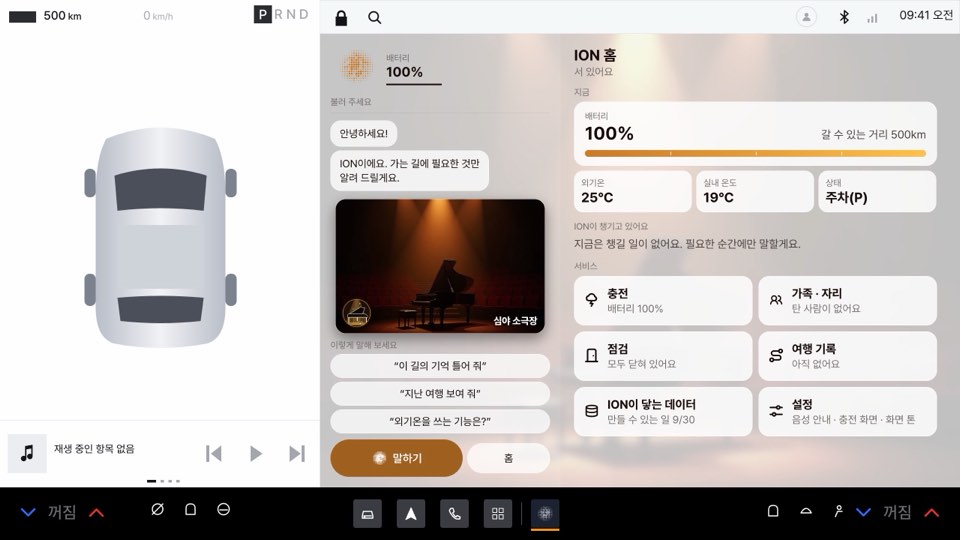 500 km
0 km/h
P R N D
09:41 오전
배터리
100%
불러 주세요
안녕하세요!
ION이에요. 가는 길에 필요한 것만
알려 드릴게요.
심야 소극장
이렇게 말해 보세요
“이 길의 기억 틀어 줘”
“지난 여행 보여 줘”
“외기온을 쓰는 기능은?”
말하기
홈
ION 홈
서 있어요
지금
배터리
100%
갈 수 있는 거리 500km
외기온
25°C
실내 온도
19°C
상태
주차(P)
ION이 챙기고 있어요
지금은 챙길 일이 없어요. 필요한 순간에만 말할게요.
서비스
충전
배터리 100%
가족 · 자리
탄 사람이 없어요
점검
모두 닫혀 있어요
여행 기록
아직 없어요
ION이 닿는 데이터
만들 수 있는 일 9/30
설정
음성 안내 · 충전 화면 · 화면 톤
재생 중인 항목 없음
꺼짐
꺼짐